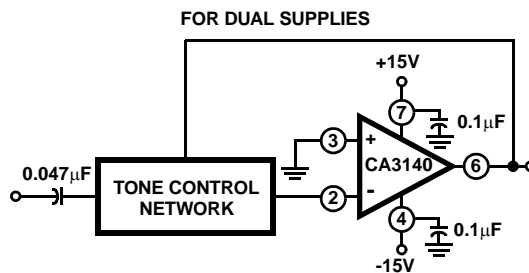 FOR DUAL SUPPLIES
+15V
7
0.1µF
3
+
CA3140
6
0.047µF
TONE CONTROL
NETWORK
2
-
4
0.1µF
-15V